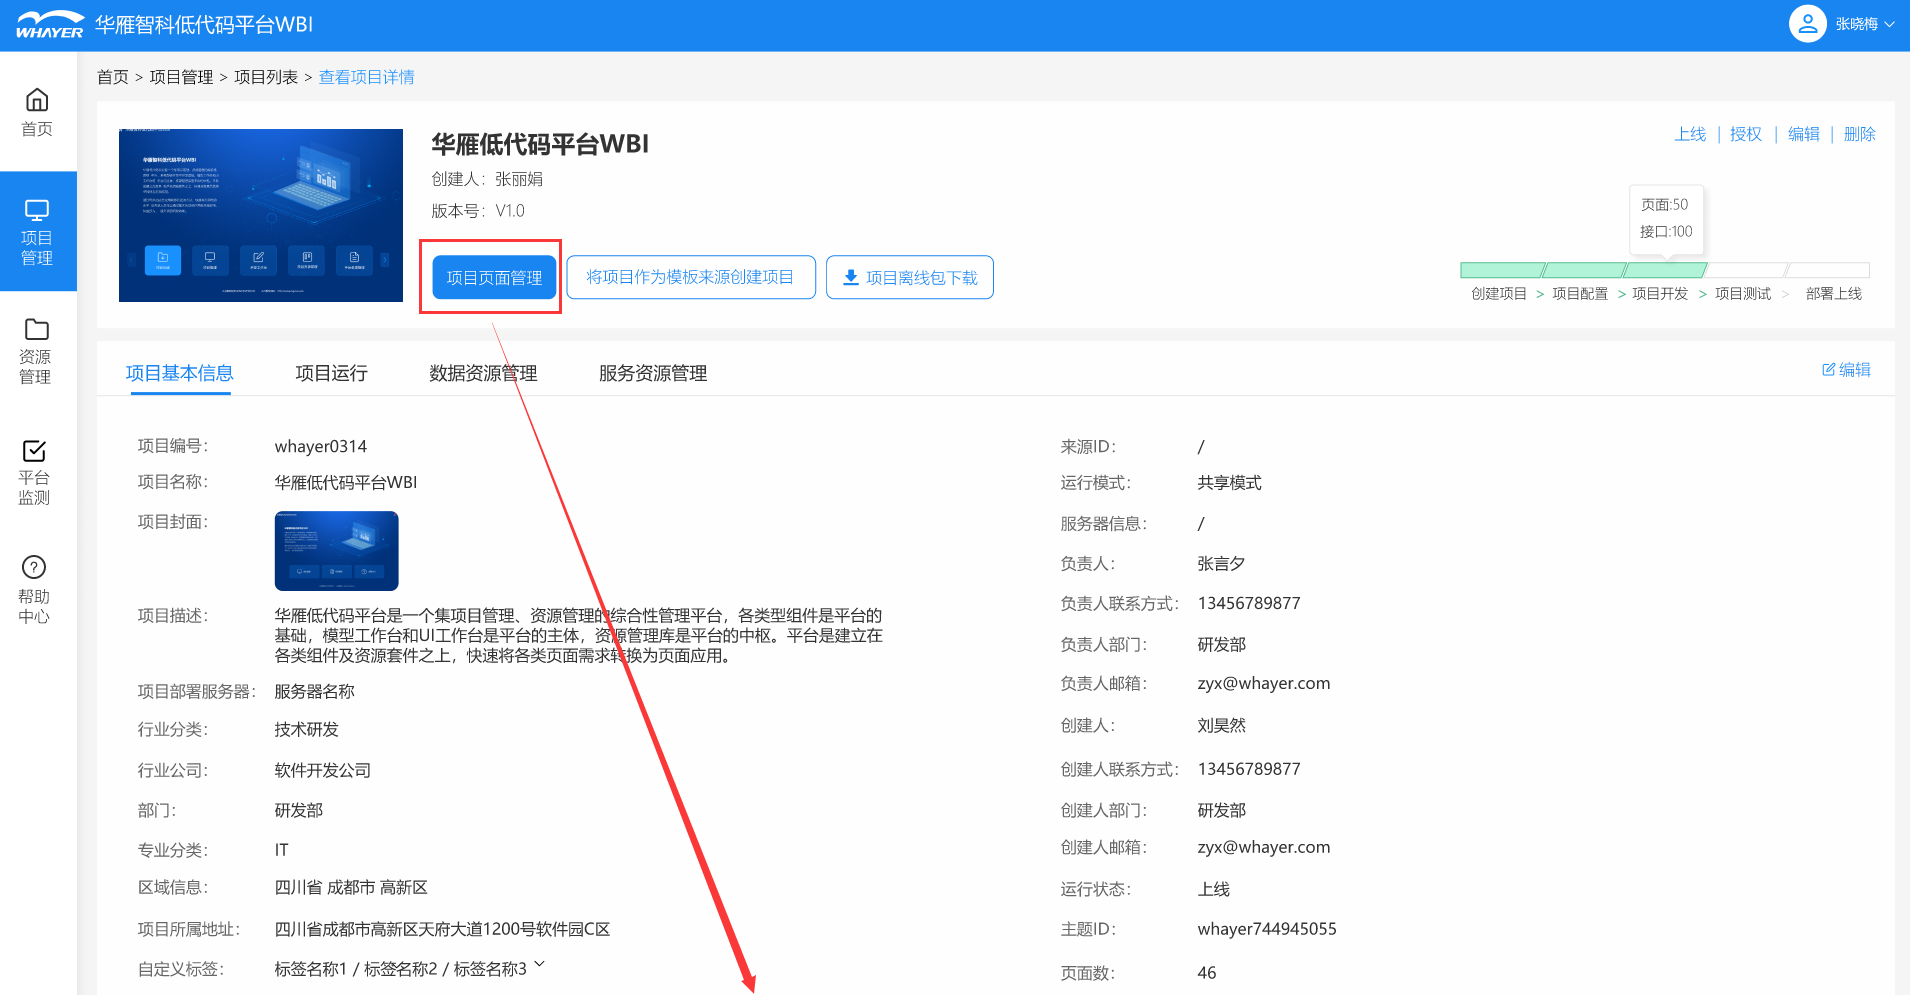 WHAYER 华雁智科低代码平台WBI
张晓梅
首页 > 项目管理 > 项目列表 > 查看项目详情
首页
项目
管理
资源
管理
平台
监测
帮助
中心
华雁智科低代码平台WBI
华雁低代码平台WBI
创建人：张丽娟
版本号：V1.0
项目页面管理
将项目作为模板来源创建项目
项目离线包下载
上线 | 授权 | 编辑 | 删除
页面:50
接口:100
创建项目 > 项目配置 > 项目开发 > 项目测试 > 部署上线
项目基本信息
项目运行
数据资源管理
服务资源管理
编辑
项目编号： whayer0314
项目名称： 华雁低代码平台WBI
项目封面：
项目描述： 华雁低代码平台是一个集项目管理、资源管理的综合性管理平台，各类型组件是平台的
基础，模型工作台和UI工作台是平台的主体，资源管理库是平台的中枢。平台是建立在
各类组件及资源套件之上，快速将各类页面需求转换为页面应用。
项目部署服务器： 服务器名称
行业分类： 技术研发
行业公司： 软件开发公司
部门： 研发部
专业分类： IT
区域信息： 四川省 成都市 高新区
项目所属地址： 四川省成都市高新区天府大道1200号软件园C区
自定义标签： 标签名称1 / 标签名称2 / 标签名称3
来源ID： /
运行模式： 共享模式
服务器信息： /
负责人： 张言夕
负责人联系方式： 13456789877
负责人部门： 研发部
负责人邮箱： zyx@whayer.com
创建人： 刘昊然
创建人联系方式： 13456789877
创建人部门： 研发部
创建人邮箱： zyx@whayer.com
运行状态： 上线
主题ID： whayer744945055
页面数： 46